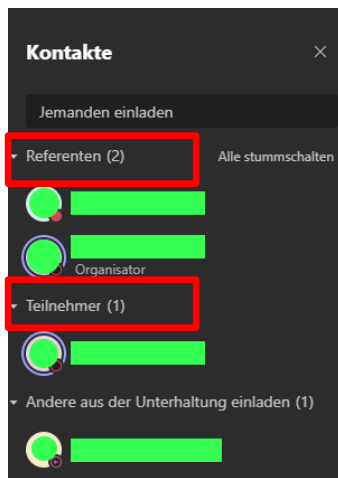 Kontakte
Jemanden einladen
Referenten (2) Alle stummschalten
Organisator
Teilnehmer (1)
Andere aus der Unterhaltung einladen (1)